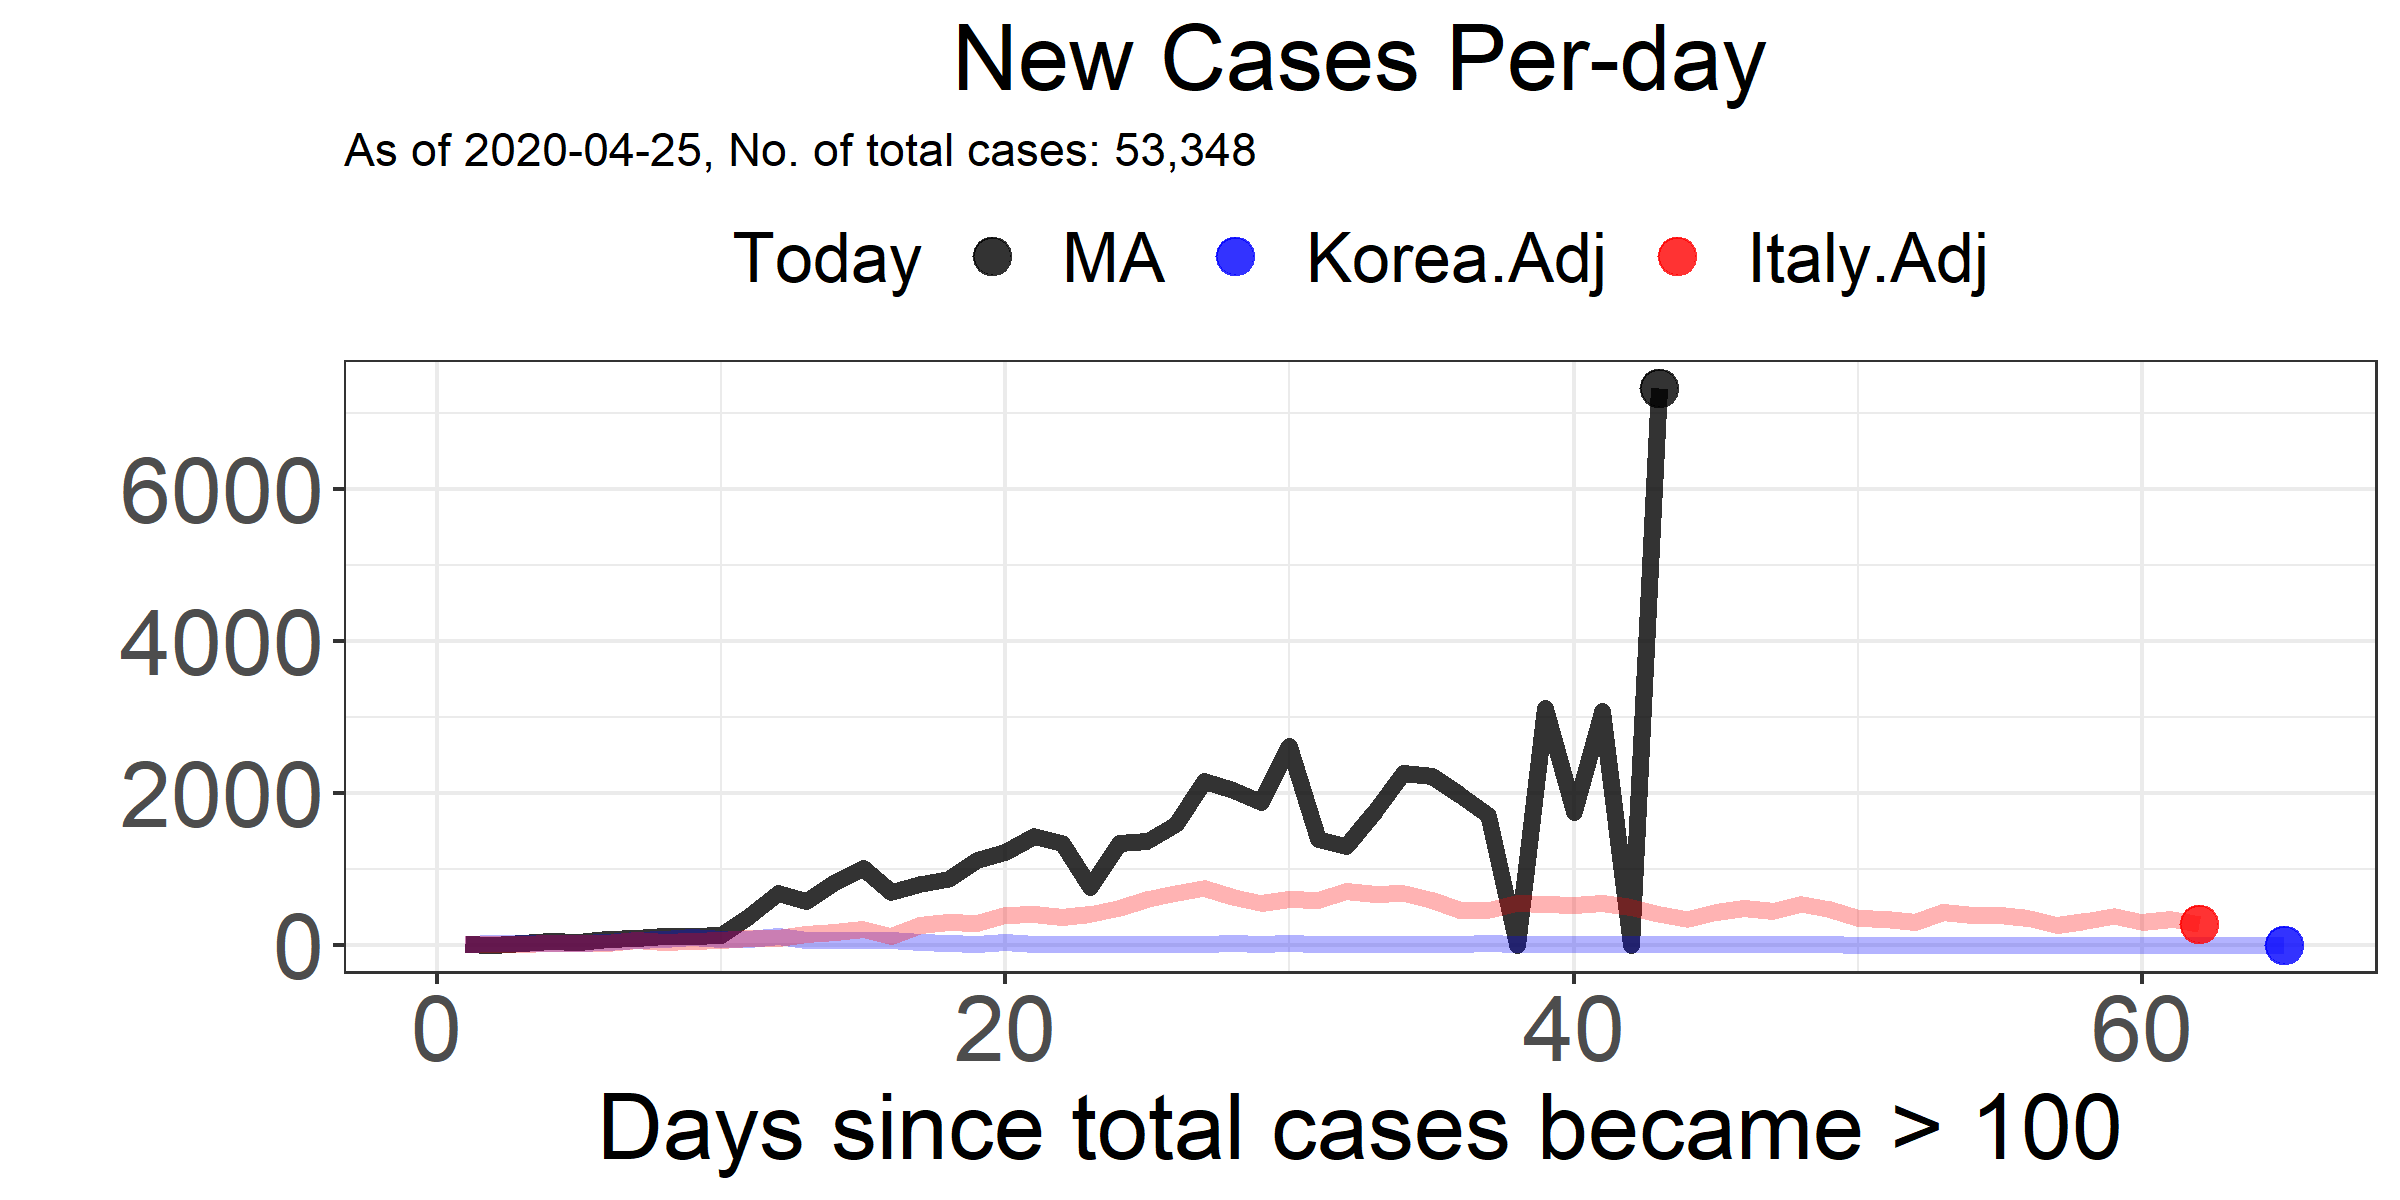 New Cases Per-day
As of 2020-04-25, No. of total cases: 53,348
Today MA Korea.Adj Italy.Adj
6000
4000
2000
0
0 20 40 60
Days since total cases became > 100